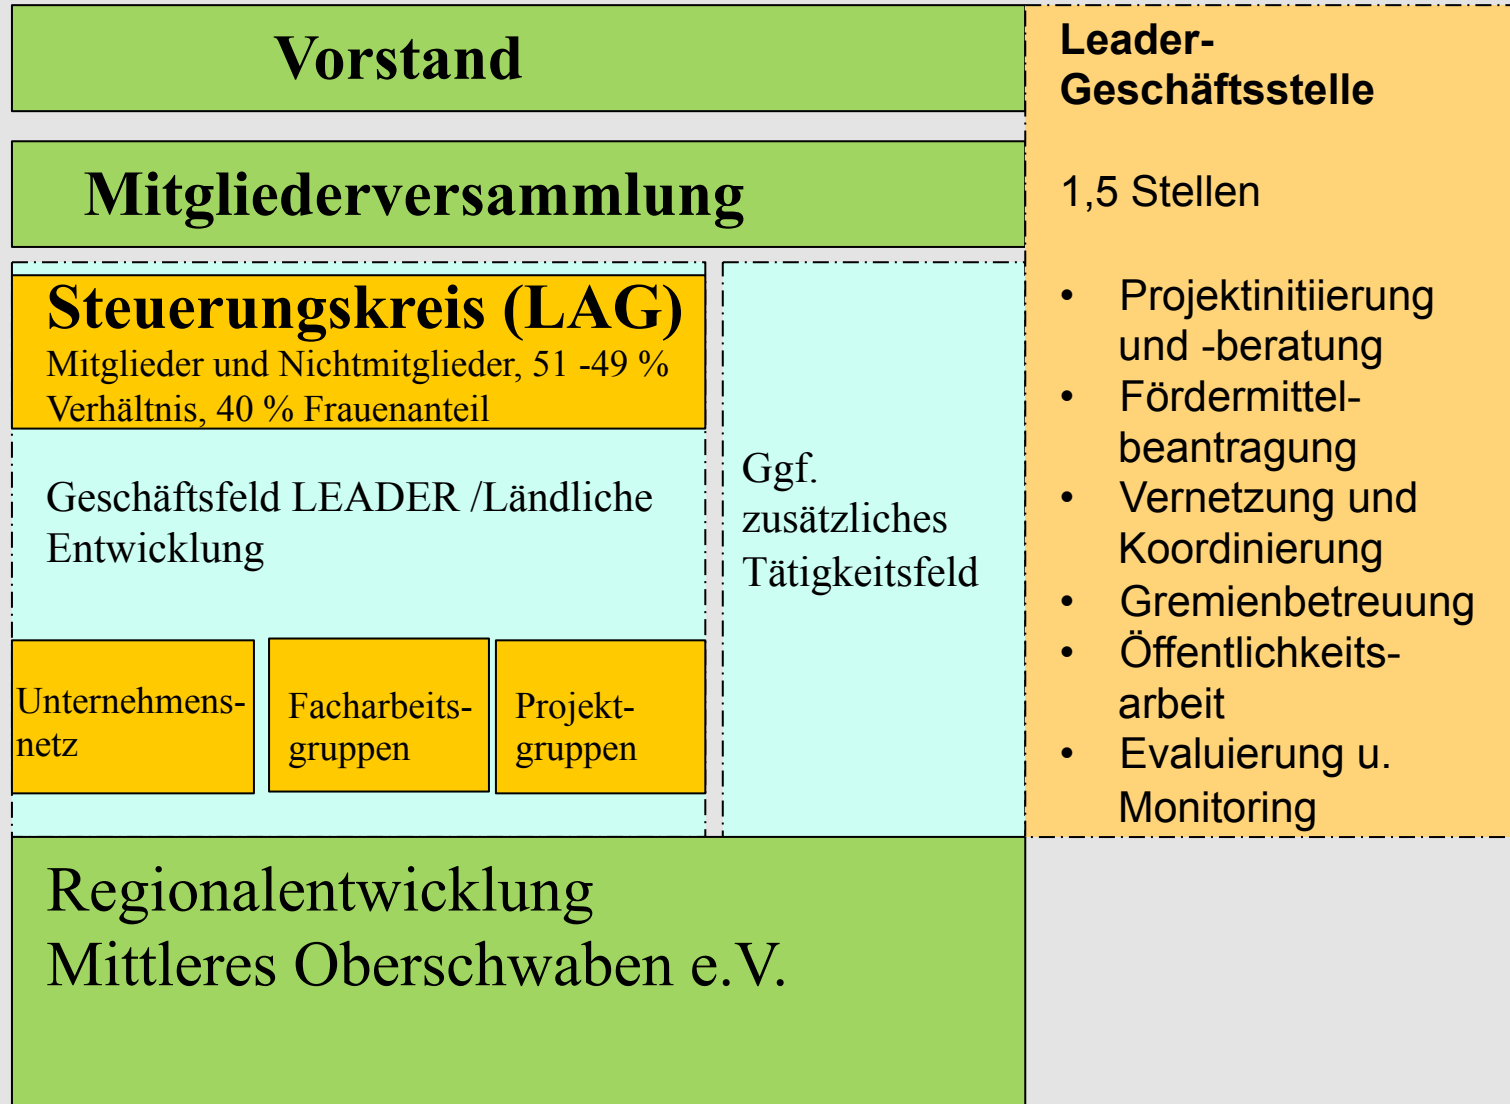 Vorstand
Mitgliederversammlung
Steuerungskreis (LAG)
Mitglieder und Nichtmitglieder, 51 -49 %
Verhältnis, 40 % Frauenanteil
Geschäftsfeld LEADER /Ländliche
Entwicklung
Unternehmens-
netz
Facharbeits-
gruppen
Projekt-
gruppen
Ggf.
zusätzliches
Tätigkeitsfeld
Regionalentwicklung
Mittleres Oberschwaben e.V.
Leader-
Geschäftsstelle
1,5 Stellen
• Projektinitiierung
und -beratung
• Fördermittel-
beantragung
• Vernetzung und
Koordinierung
• Gremienbetreuung
• Öffentlichkeits-
arbeit
• Evaluierung u.
Monitoring